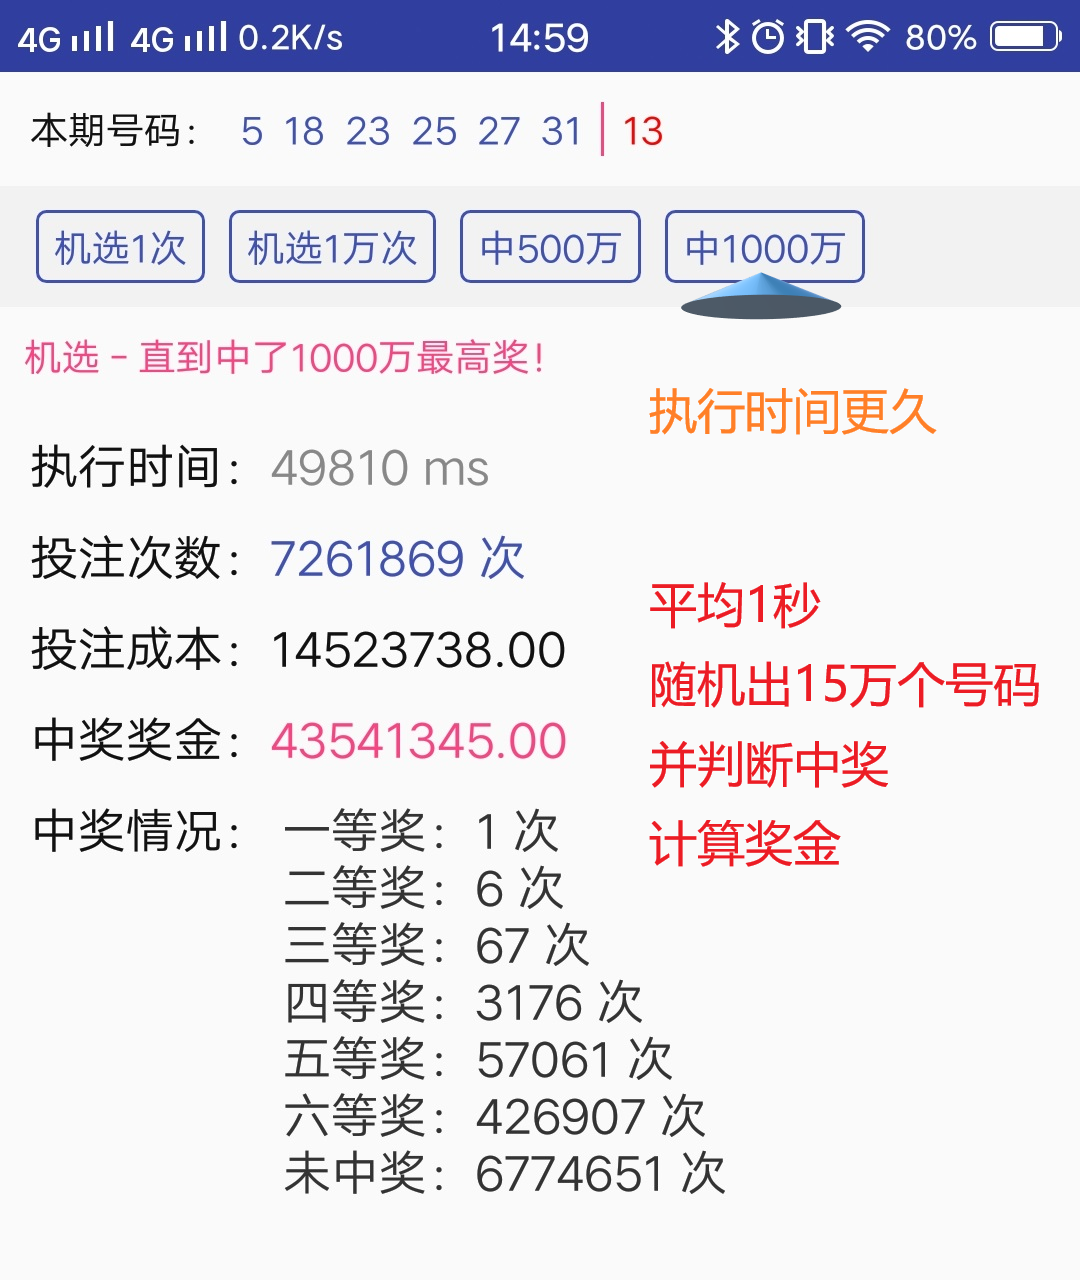 4G 4G 0.2K/s 14:59 80%
本期号码： 5 18 23 25 27 31 | 13
机选1次 机选1万次 中500万 中1000万
机选 - 直到中了1000万最高奖！
执行时间更久
执行时间： 49810 ms
投注次数： 7261869 次
平均1秒
投注成本： 14523738.00
随机出15万个号码
中奖奖金： 43541345.00
并判断中奖
中奖情况： 一等奖： 1 次
计算奖金
二等奖： 6 次
三等奖： 67 次
四等奖： 3176 次
五等奖： 57061 次
六等奖： 426907 次
未中奖： 6774651 次